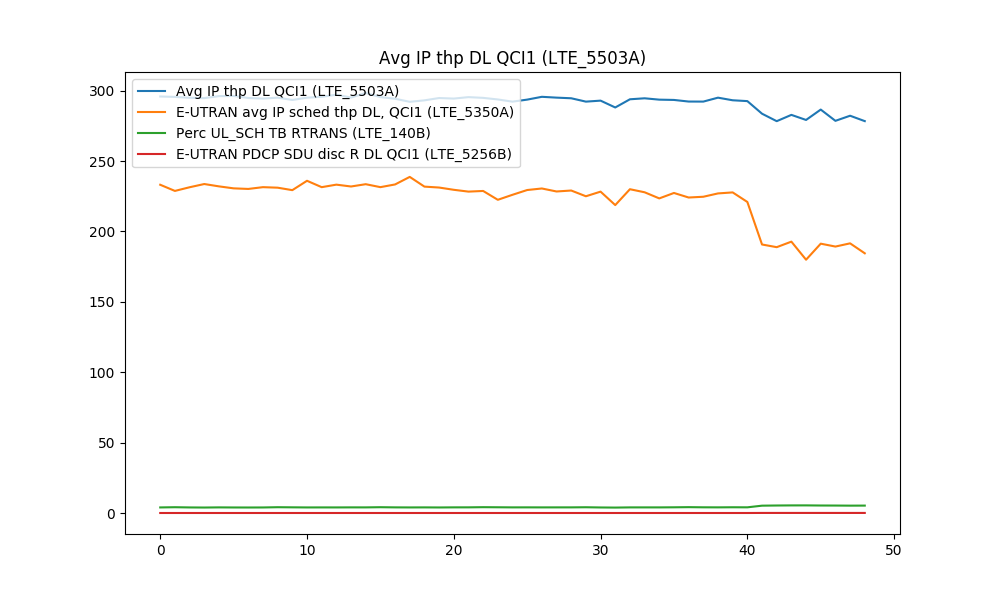 Avg IP thp DL QCI1 (LTE_5503A)
Avg IP thp DL QCI1 (LTE_5503A)
E-UTRAN avg IP sched thp DL, QCI1 (LTE_5350A)
Perc UL_SCH TB RTRANS (LTE_140B)
E-UTRAN PDCP SDU disc R DL QCI1 (LTE_5256B)
300
250
200
150
100
50
0
0 10 20 30 40 50